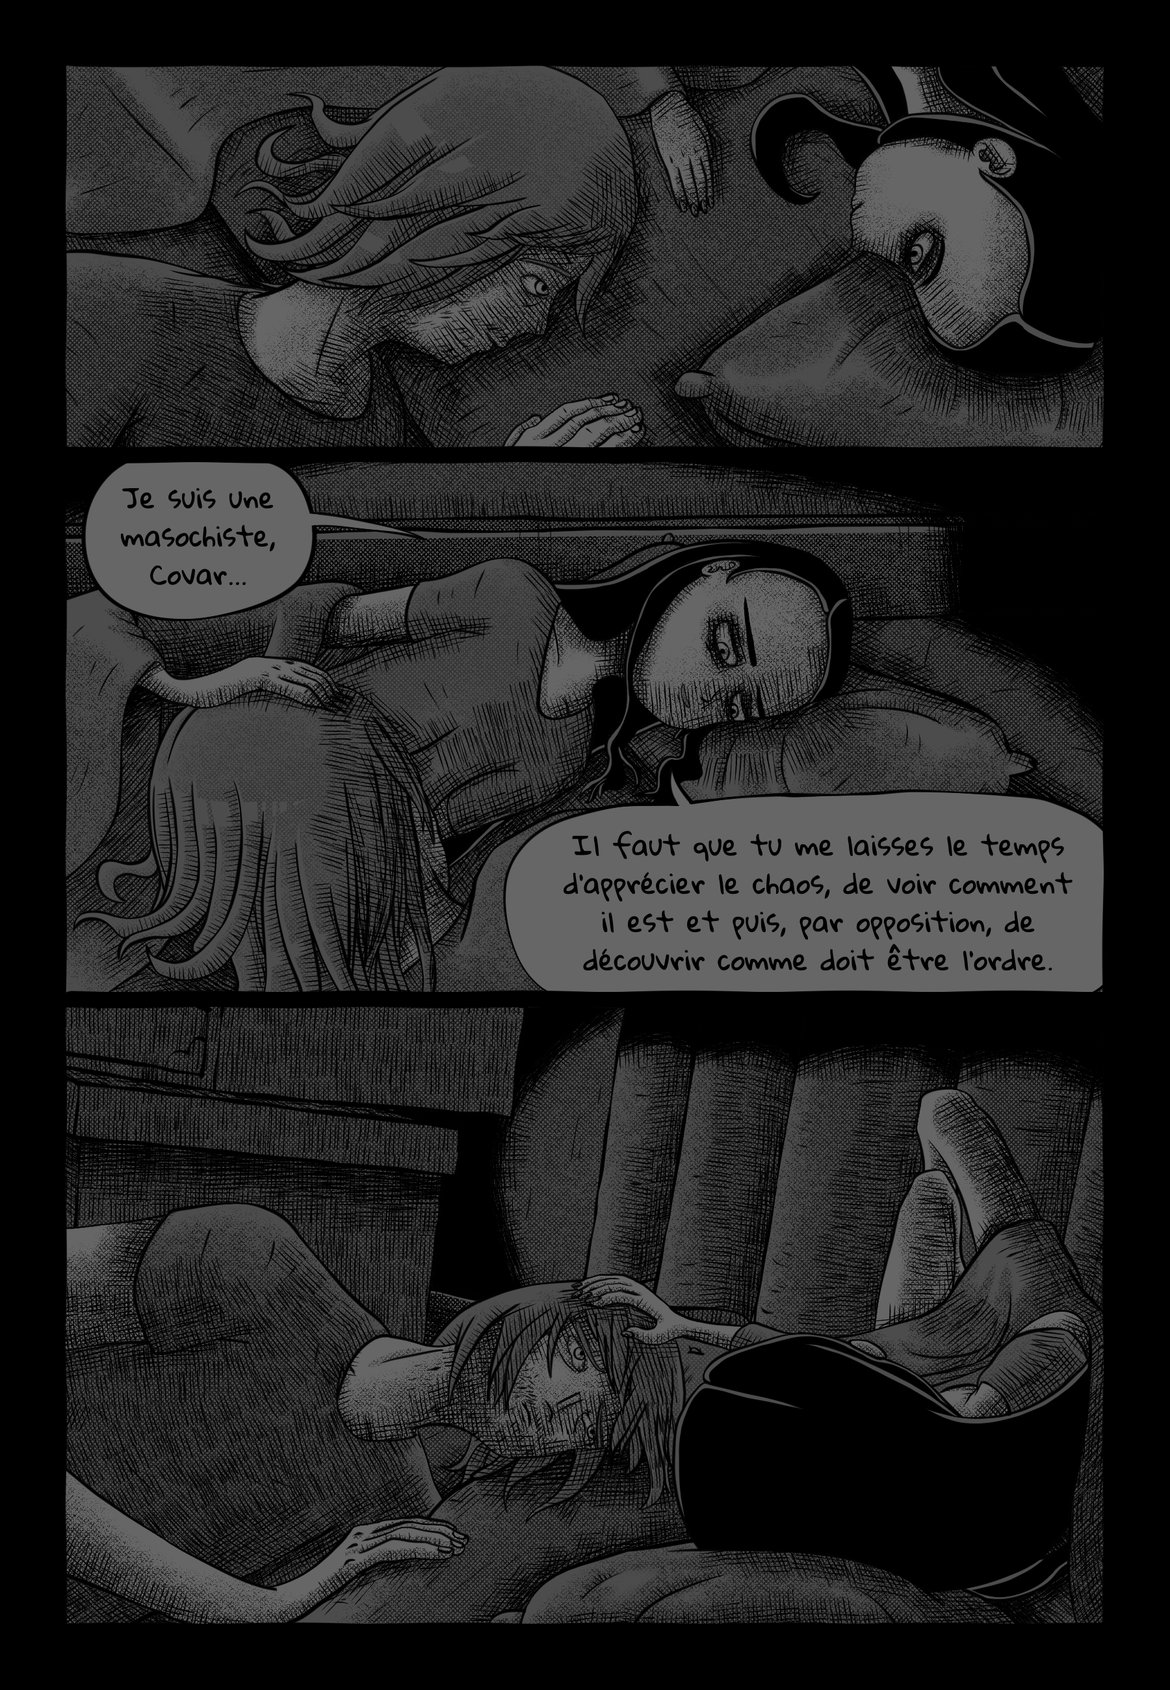 Je suis une
masochiste,
Covar...
Il faut que tu me laisses le temps
d'apprécier le chaos, de voir comment
il est et puis, par opposition, de
découvrir comme doit être l'ordre.